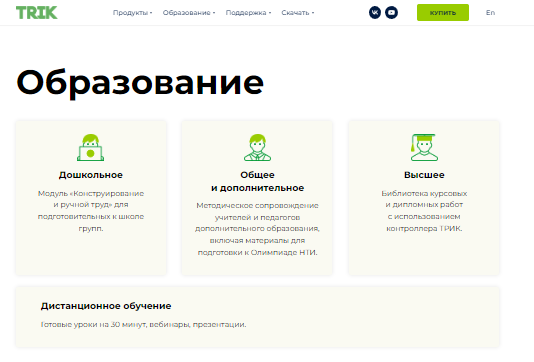 TRIK
Продукты Образование Поддержка Скачать КУПИТЬ En
Образование
Дошкольное
Модуль «Конструирование
и ручной труд» для
подготовительных к школе
групп.
Общее
и дополнительное
Методическое сопровождение
учителей и педагогов
дополнительного образования,
включая материалы для
подготовки к Олимпиаде НТИ.
Высшее
Библиотека курсовых
и дипломных работ
с использованием
контроллера ТРИК.
Дистанционное обучение
Готовые уроки на 30 минут, вебинары, презентации.